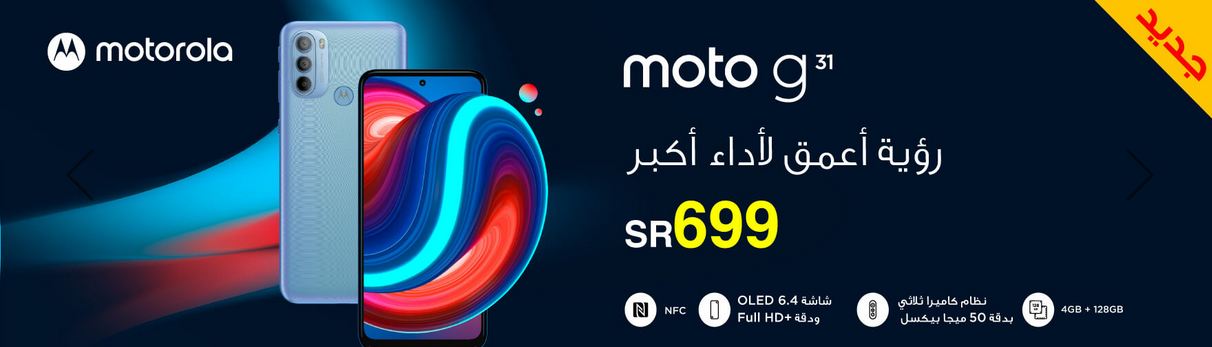 motorola
جديد
moto g31
رؤية أعمق لأداء أكبر
SR699
NFC
شاشة OLED 6.4
ودقة Full HD+
نظام كاميرا ثلاثي
بدقة 50 ميجا بيكسل
4GB + 128GB